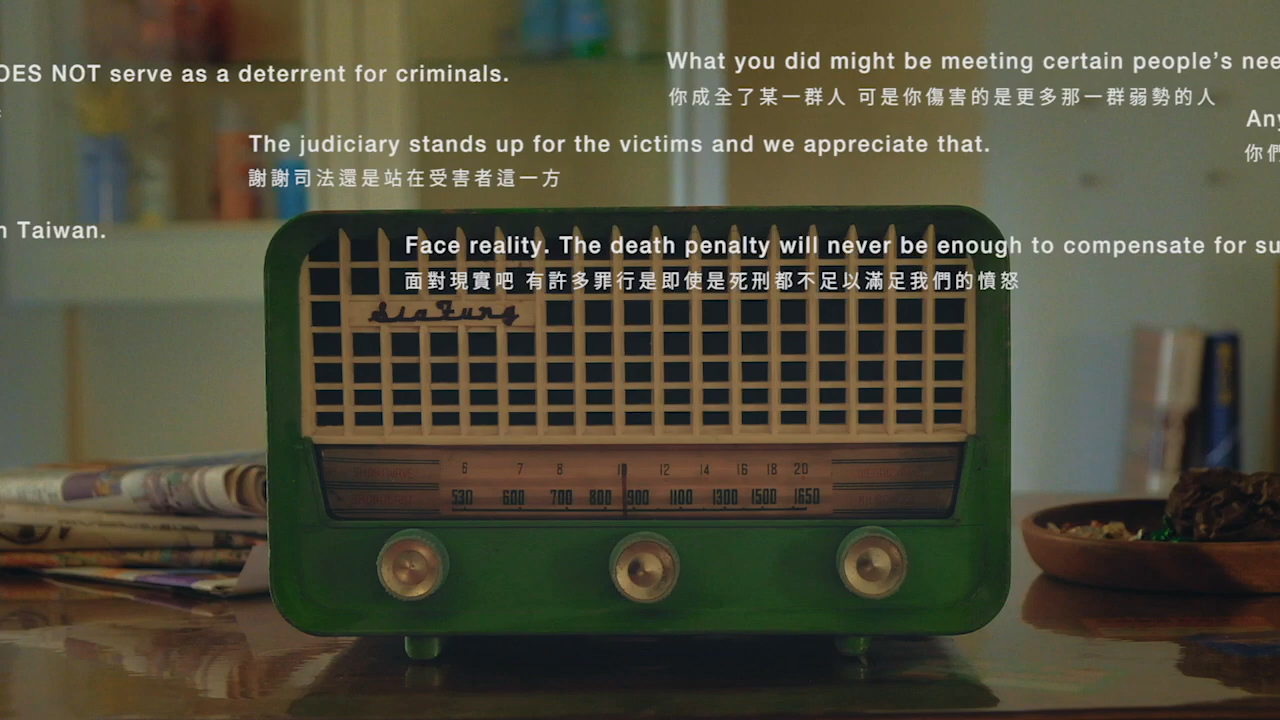 What you did might be meeting certain people’s nee
DOES NOT serve as a deterrent for criminals.
你成全了某一群人 可是你傷害的是更多那一群弱勢的人
Any
The judiciary stands up for the victims and we appreciate that.
你們
謝謝司法還是站在受害者這一方
n Taiwan.
Face reality. The death penalty will never be enough to compensate for su
面對現實吧 有許多罪行是即使是死刑都不足以滿足我們的憤怒
6 7 8 10 12 14 16 18 20
530 600 700 800 900 1100 1300 1500 1650